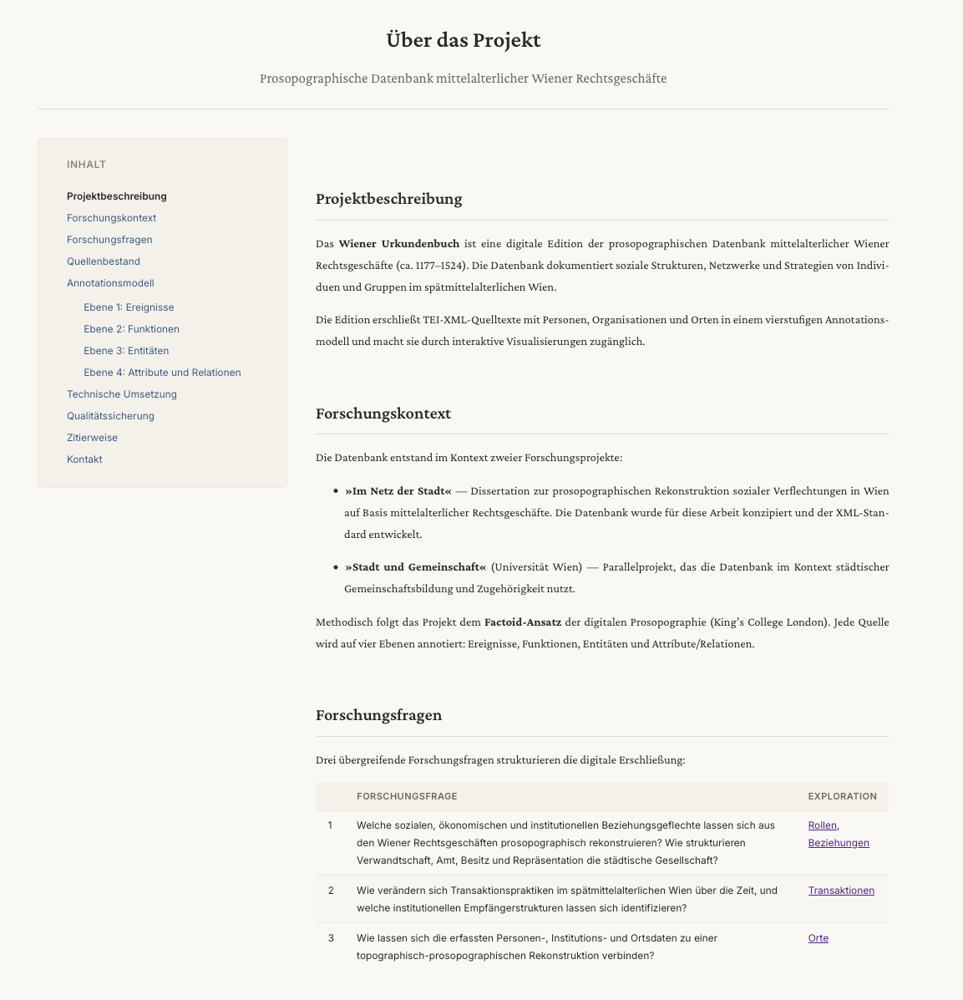 Über das Projekt
Prosopographische Datenbank mittelalterlicher Wiener Rechtsgeschäfte
INHALT
Projektbeschreibung
Forschungskontext
Forschungsfragen
Quellenbestand
Annotationsmodell
Ebene 1: Ereignisse
Ebene 2: Funktionen
Ebene 3: Entitäten
Ebene 4: Attribute und Relationen
Technische Umsetzung
Qualitätssicherung
Zitierweise
Kontakt
Projektbeschreibung
Das Wiener Urkundenbuch ist eine digitale Edition der prosopographischen Datenbank mittelalterlicher Wiener
Rechtsgeschäfte (ca. 1177–1524). Die Datenbank dokumentiert soziale Strukturen, Netzwerke und Strategien von Indivi-
duen und Gruppen im spätmittelalterlichen Wien.
Die Edition erschließt TEI-XML-Quelltexte mit Personen, Organisationen und Orten in einem vierstufigen Annotations-
modell und macht sie durch interaktive Visualisierungen zugänglich.
Forschungskontext
Die Datenbank entstand im Kontext zweier Forschungsprojekte:
• »Im Netz der Stadt« — Dissertation zur prosopographischen Rekonstruktion sozialer Verflechtungen in Wien
auf Basis mittelalterlicher Rechtsgeschäfte. Die Datenbank wurde für diese Arbeit konzipiert und der XML-Stan-
dard entwickelt.
• »Stadt und Gemeinschaft« (Universität Wien) — Parallelprojekt, das die Datenbank im Kontext städtischer
Gemeinschaftsbildung und Zugehörigkeit nutzt.
Methodisch folgt das Projekt dem Factoid-Ansatz der digitalen Prosopographie (King’s College London). Jede Quelle
wird auf vier Ebenen annotiert: Ereignisse, Funktionen, Entitäten und Attribute/Relationen.
Forschungsfragen
Drei übergreifende Forschungsfragen strukturieren die digitale Erschließung:
FORSCHUNGSFRAGE EXPLORATION
1 Welche sozialen, ökonomischen und institutionellen Beziehungsgeflechte lassen sich aus Rollen,
den Wiener Rechtsgeschäften prosopographisch rekonstruieren? Wie strukturieren Beziehungen
Verwandtschaft, Amt, Besitz und Repräsentation die städtische Gesellschaft?
2 Wie verändern sich Transaktionspraktiken im spätmittelalterlichen Wien über die Zeit, und Transaktionen
welche institutionellen Empfängerstrukturen lassen sich identifizieren?
3 Wie lassen sich die erfassten Personen-, Institutions- und Ortsdaten zu einer Orte
topographisch-prosopographischen Rekonstruktion verbinden?